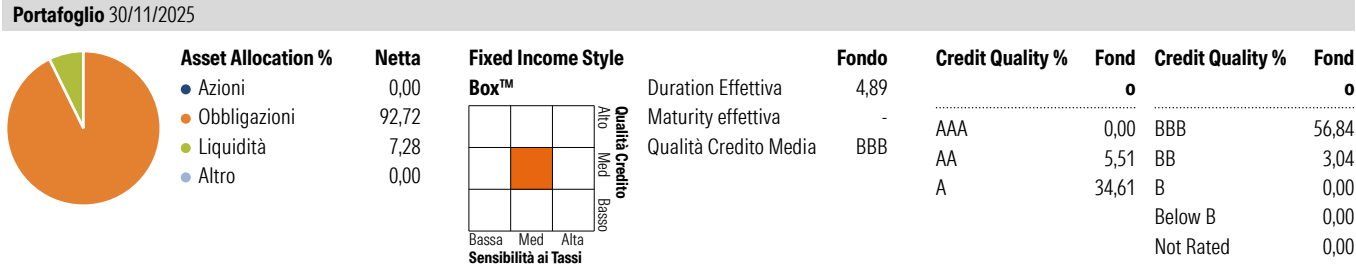 Portafoglio 30/11/2025
Asset Allocation % Netta
Azioni 0,00
Obbligazioni 92,72
Liquidità 7,28
Altro 0,00
Fixed Income Style
Box™
Alto Med Basso
Qualità Credito
Bassa Med Alta
Sensibilità ai Tassi
Fondo
Duration Effettiva 4,89
Maturity effettiva -
Qualità Credito Media BBB
Credit Quality % Fond
o
AAA 0,00
AA 5,51
A 34,61
Credit Quality % Fond
o
BBB 56,84
BB 3,04
B 0,00
Below B 0,00
Not Rated 0,00